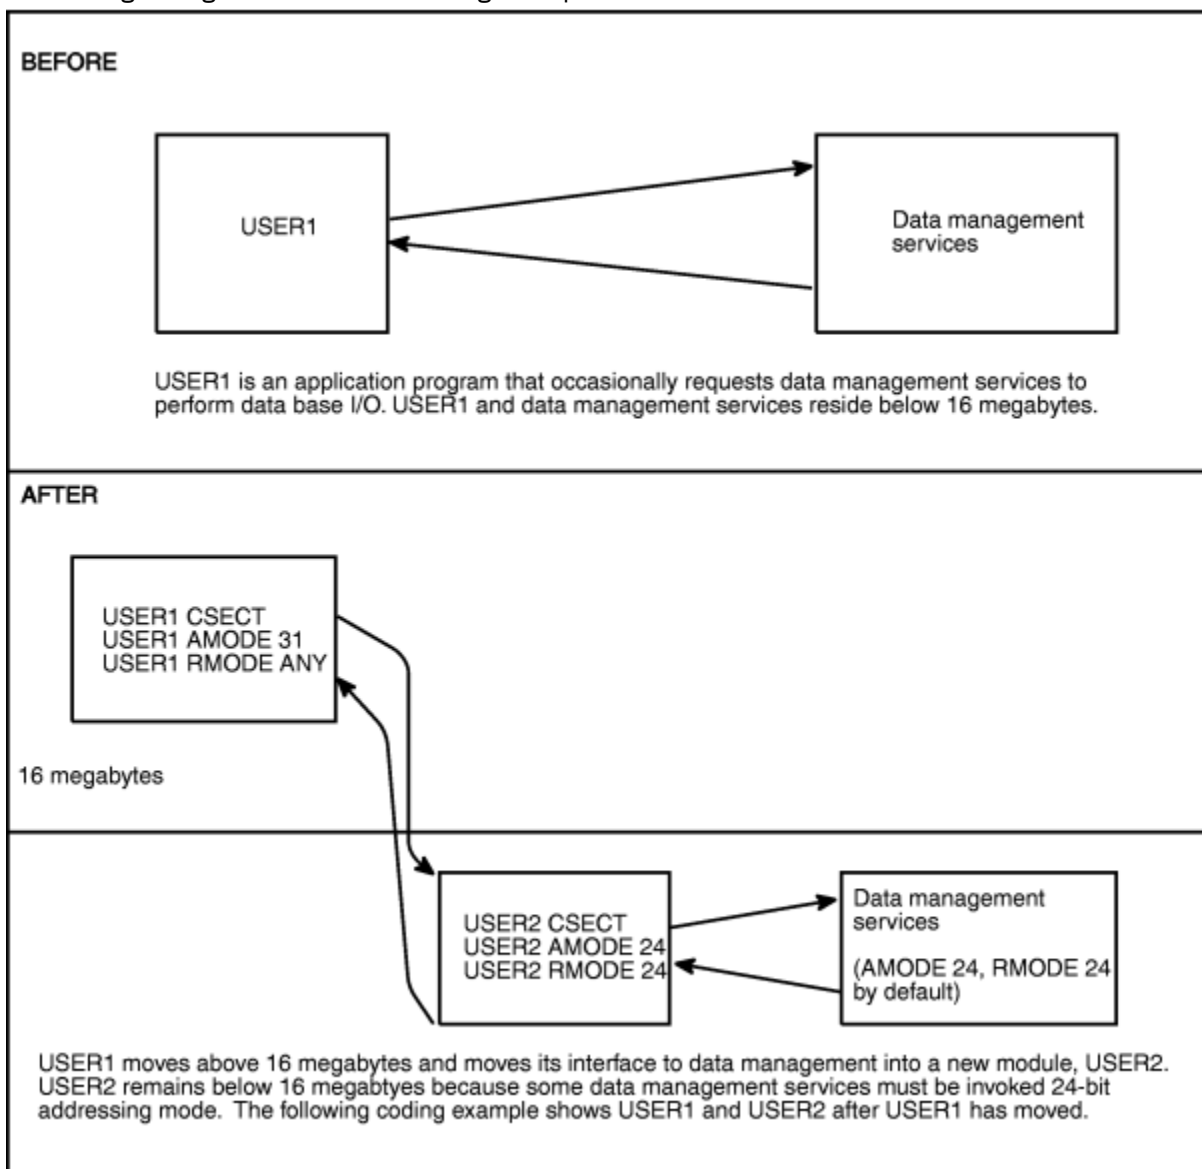 BEFORE
USER1
Data management
services
USER1 is an application program that occasionally requests data management services to
perform data base I/O. USER1 and data management services reside below 16 megabytes.
AFTER
USER1 CSECT
USER1 AMODE 31
USER1 RMODE ANY
16 megabytes
USER2 CSECT
USER2 AMODE 24
USER2 RMODE 24
Data management
services
(AMODE 24, RMODE 24
by default)
USER1 moves above 16 megabytes and moves its interface to data management into a new module, USER2.
USER2 remains below 16 megabtyes because some data management services must be invoked 24-bit
addressing mode. The following coding example shows USER1 and USER2 after USER1 has moved.